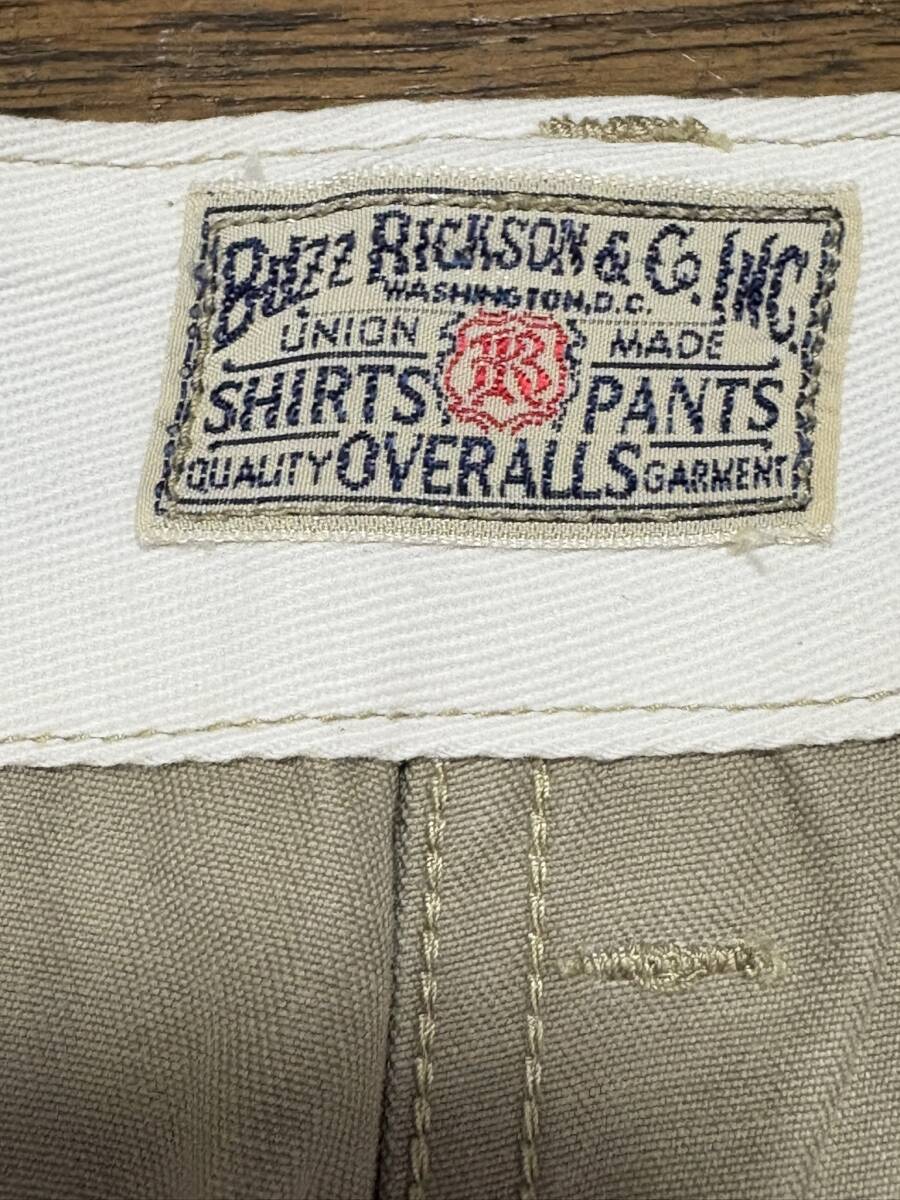 BUZZ RICKSON & Co. INC.
WASHINGTON, D.C.
UNION MADE
SHIRTS R PANTS
QUALITY OVERALLS GARMENT